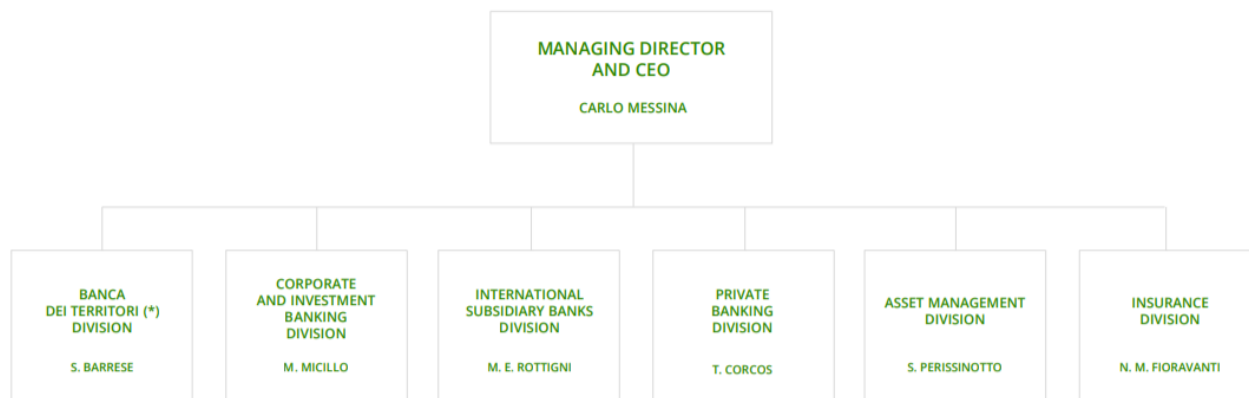 MANAGING DIRECTOR
AND CEO
CARLO MESSINA
BANCA
DEI TERRITORI (*)
DIVISION
S. BARRESE
CORPORATE
AND INVESTMENT
BANKING
DIVISION
M. MICILLO
INTERNATIONAL
SUBSIDIARY BANKS
DIVISION
M. E. ROTTIGNI
PRIVATE
BANKING
DIVISION
T. CORCOS
ASSET MANAGEMENT
DIVISION
S. PERISSINOTTO
INSURANCE
DIVISION
N. M. FIORAVANTI